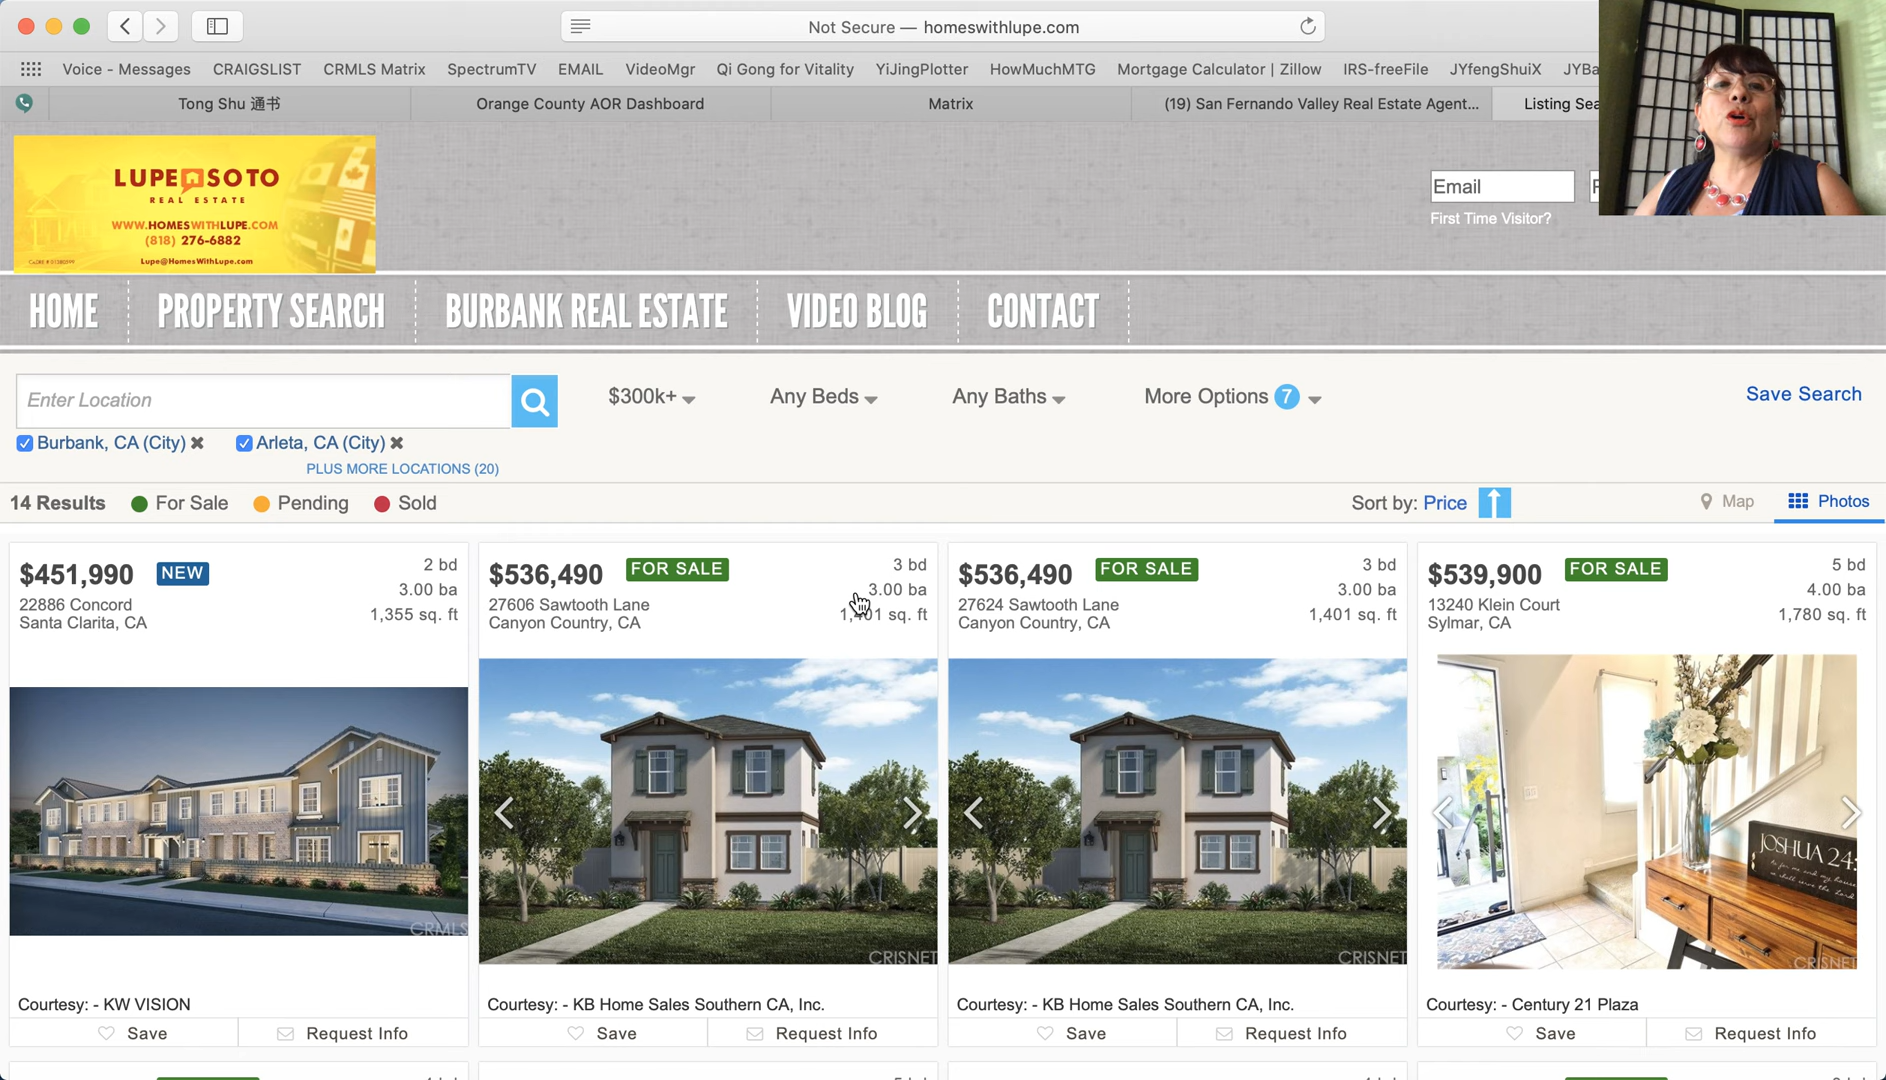 Not Secure — homeswithlupe.com
Voice - Messages CRAIGSLIST CRMLS Matrix SpectrumTV EMAIL VideoMgr Qi Gong for Vitality YiJingPlotter HowMuchMTG Mortgage Calculator | Zillow IRS-freeFile JYfengShuiX JYBa
Tong Shu 通书 Orange County AOR Dashboard Matrix (19) San Fernando Valley Real Estate Agent... Listing Sea
LUPE SOTO
REAL ESTATE
WWW.HOMESWITHLUPE.COM
(818) 276-6882
Lupe@HomesWithLupe.com
Email
First Time Visitor?
HOME PROPERTY SEARCH BURBANK REAL ESTATE VIDEO BLOG CONTACT
Enter Location $300k+ Any Beds Any Baths More Options 7 Save Search
Burbank, CA (City) Arleta, CA (City)
PLUS MORE LOCATIONS (20)
14 Results For Sale Pending Sold Sort by: Price Map Photos
$451,990 NEW 2 bd
22886 Concord 3.00 ba
Santa Clarita, CA 1,355 sq. ft
CRMLS
Courtesy: - KW VISION
Save Request Info
$536,490 FOR SALE 3 bd
27606 Sawtooth Lane 3.00 ba
Canyon Country, CA 1,401 sq. ft
CRISNET
Courtesy: - KB Home Sales Southern CA, Inc.
Save Request Info
$536,490 FOR SALE 3 bd
27624 Sawtooth Lane 3.00 ba
Canyon Country, CA 1,401 sq. ft
CRISNET
Courtesy: - KB Home Sales Southern CA, Inc.
Save Request Info
$539,900 FOR SALE 5 bd
13240 Klein Court 4.00 ba
Sylmar, CA 1,780 sq. ft
JOSHUA 24:
CRISNET
Courtesy: - Century 21 Plaza
Save Request Info